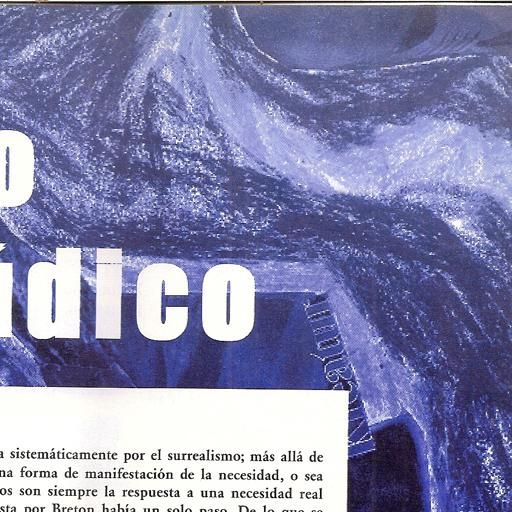 o
údico
a sistemáticamente por el surrealismo; más allá de
na forma de manifestación de la necesidad, o sea
os son siempre la respuesta a una necesidad real
sta por Breton había un solo paso. De lo que se